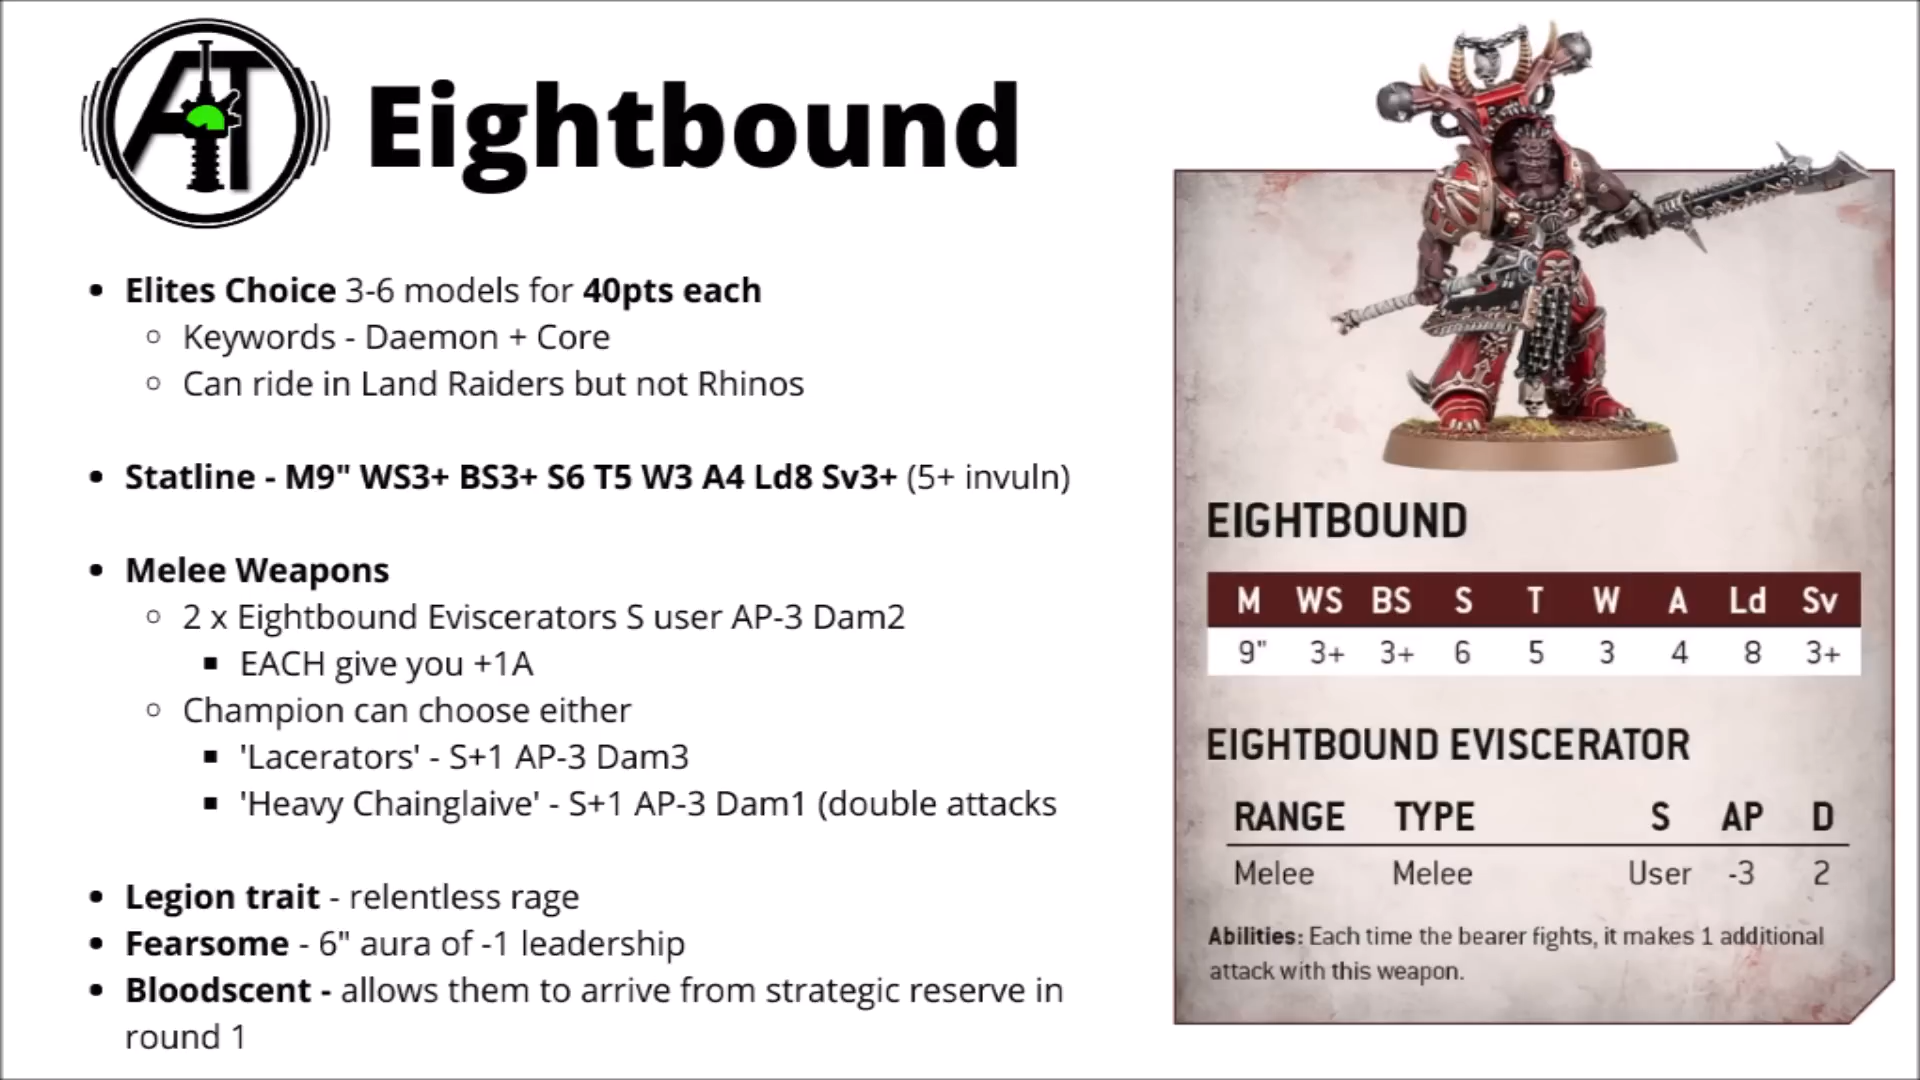 AT
Eightbound
• Elites Choice 3-6 models for 40pts each
○ Keywords - Daemon + Core
○ Can ride in Land Raiders but not Rhinos
• Statline - M9" WS3+ BS3+ S6 T5 W3 A4 Ld8 Sv3+ (5+ invuln)
• Melee Weapons
○ 2 x Eightbound Eviscerators S user AP-3 Dam2
▪ EACH give you +1A
○ Champion can choose either
▪ 'Lacerators' - S+1 AP-3 Dam3
▪ 'Heavy Chainglaive' - S+1 AP-3 Dam1 (double attacks
• Legion trait - relentless rage
• Fearsome - 6" aura of -1 leadership
• Bloodscent - allows them to arrive from strategic reserve in
round 1
EIGHTBOUND
M WS BS S T W A Ld Sv
9" 3+ 3+ 6 5 3 4 8 3+
EIGHTBOUND EVISCERATOR
RANGE TYPE S AP D
Melee Melee User -3 2
Abilities: Each time the bearer fights, it makes 1 additional
attack with this weapon.